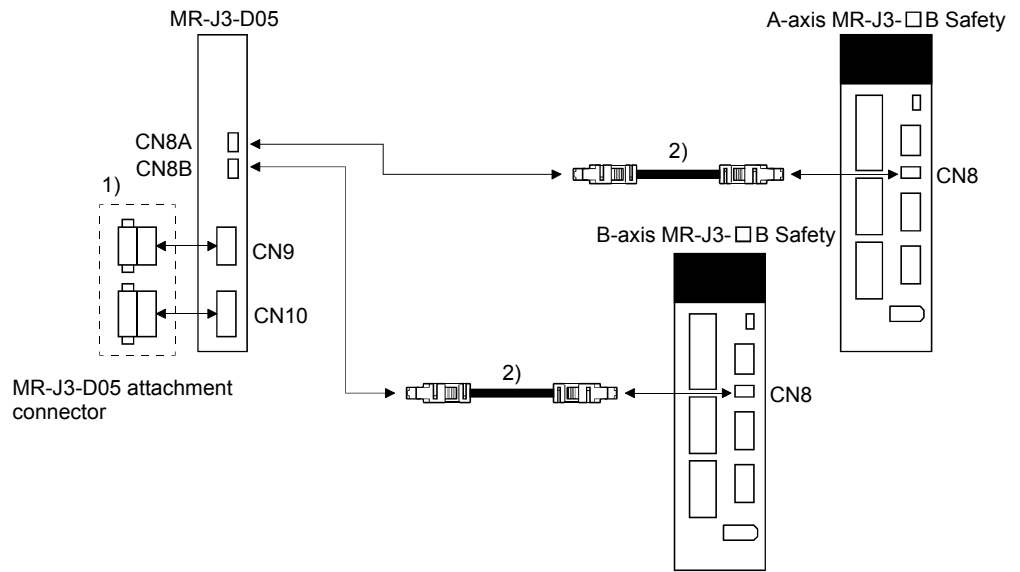 MR-J3-D05
A-axis MR-J3-□B Safety
CN8A
CN8B
2)
CN8
1)
B-axis MR-J3-□B Safety
CN9
CN10
2)
CN8
MR-J3-D05 attachment
connector